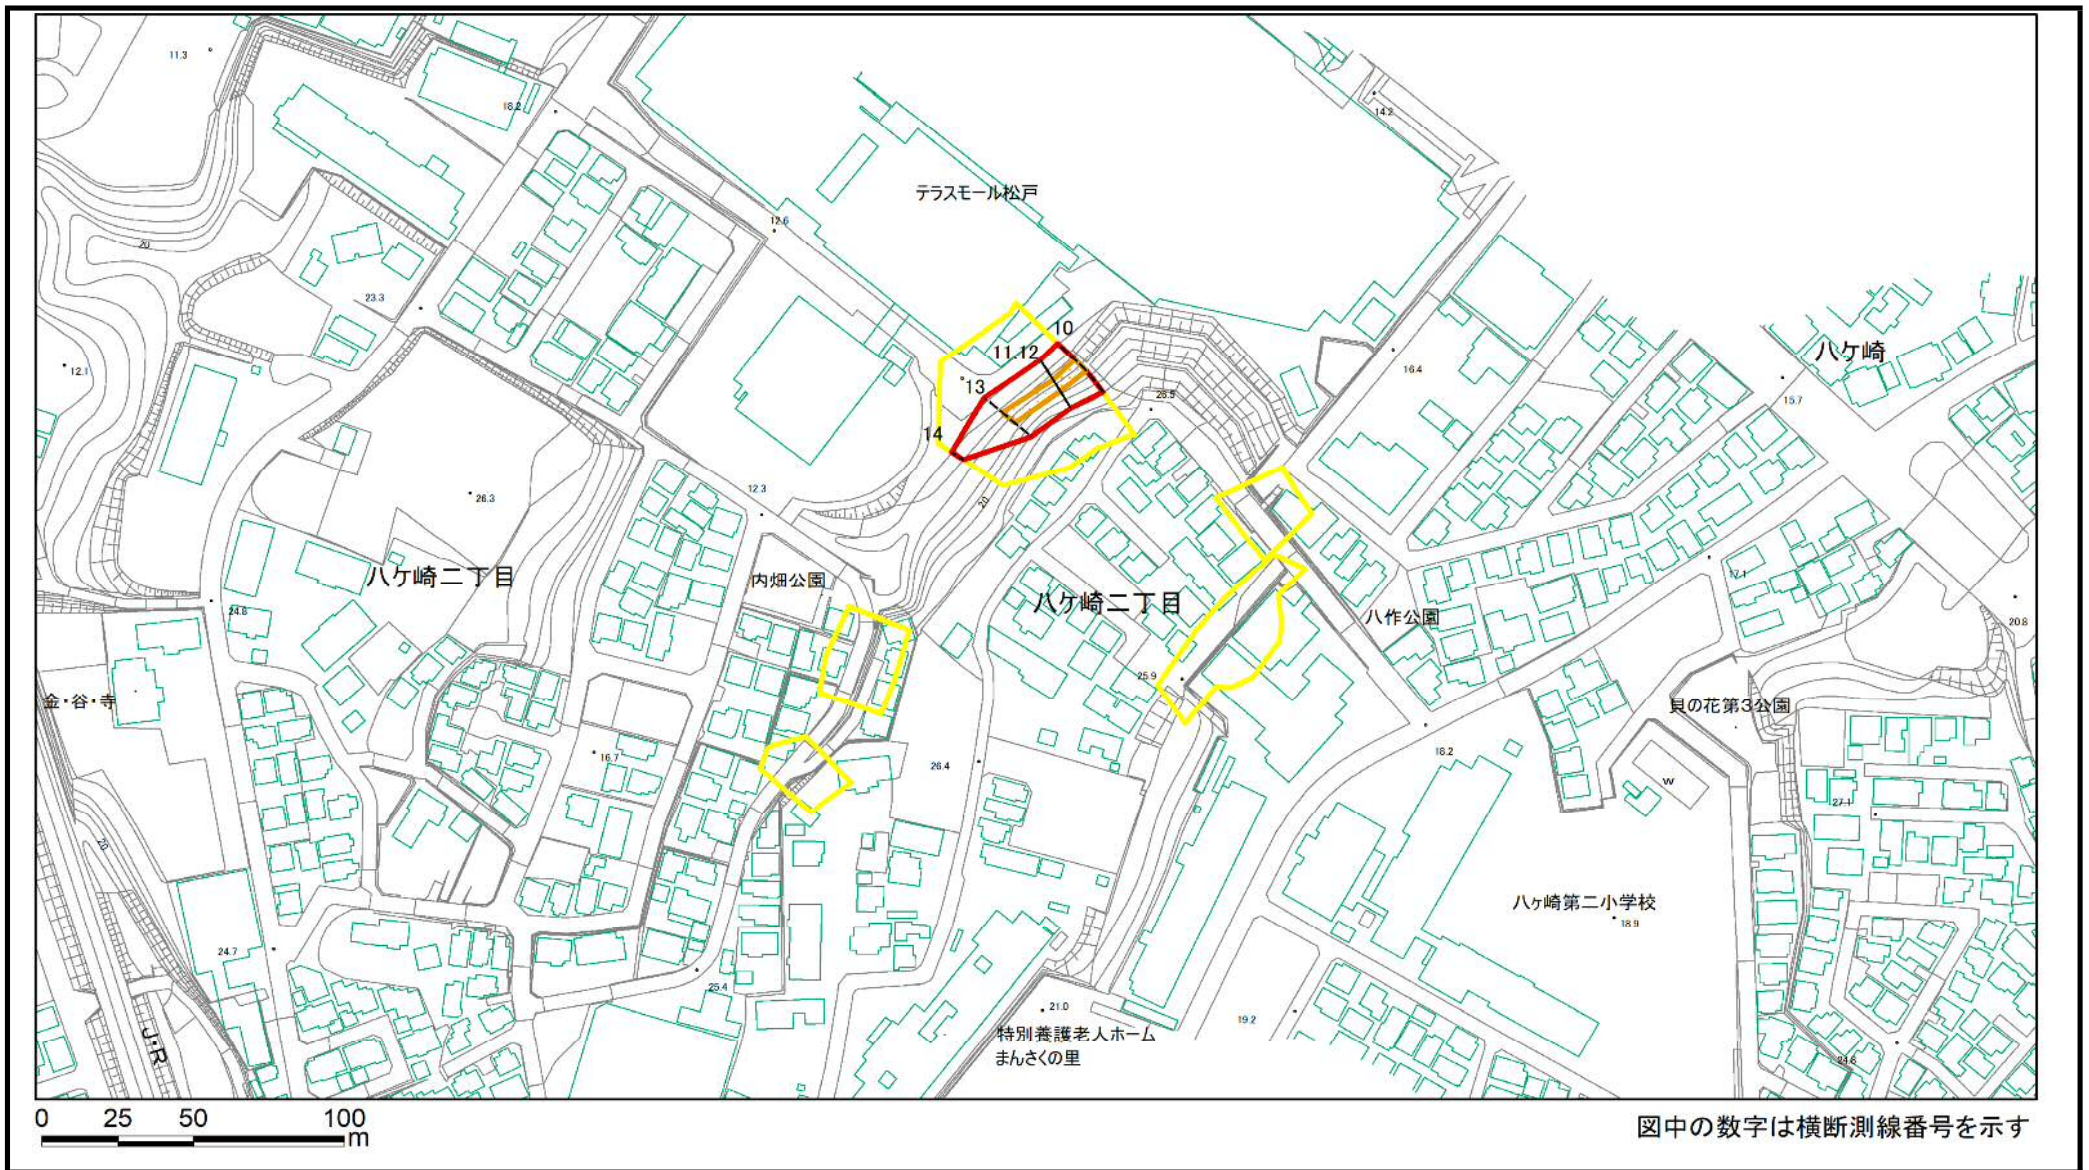 11.3
18.2
14.2
テラスモール松戸
12.6
20
23.3
10
11.12
八ケ崎
12.1
13
16.4
26.5
15.7
14
12.3
26.3
20
内畑公園
八ケ崎二丁目
八ケ崎二丁目
17.1
24.8
八作公園
20.8
25.9
金・谷・寺
貝の花第3公園
18.2
16.7
26.4
W
27.1
20
八ヶ崎第二小学校
18.9
24.7
25.4
21.0
19.2
特別養護老人ホーム
まんさくの里
J・R
24.8
0 25 50 100
m
図中の数字は横断測線番号を示す